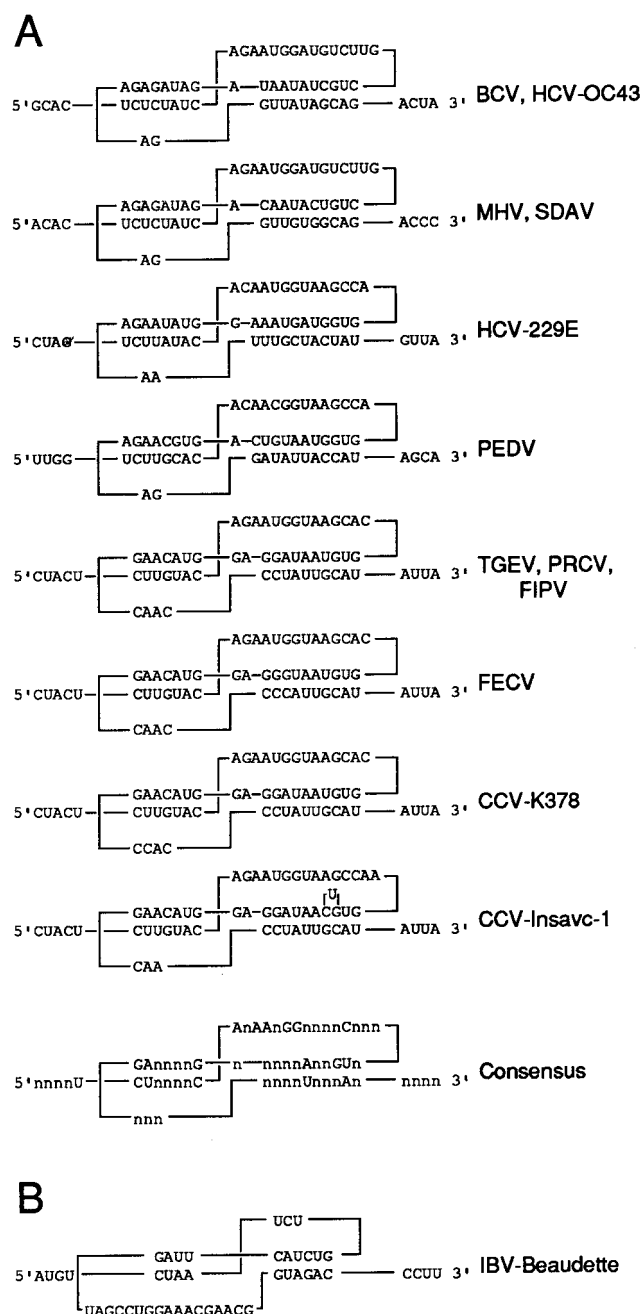 A
AGAAUGGAUGUCUUG
AGAGAUAG A UAAUAUCGUC
5'GCAC UCUCUAUC GUUAUAGCAG ACUA 3' BCV, HCV-OC43
AG
AGAAUGGAUGUCUUG
AGAGAUAG A CAAUACUGUC
5'ACAC UCUCUAUC GUUGUGGCAG ACCC 3' MHV, SDAV
AG
ACAAUGGUAAGCCA
AGAAUAUG G AAAUGAUGGUG
5'CUAG UCUUAUAC UUUGCUACUAU GUUA 3' HCV-229E
AA
ACAACGGUAAGCCA
AGAACGUG A CUGUAAUGGUG
5'UUGG UCUUGCAC GAUAUUACCAU AGCA 3' PEDV
AG
AGAAUGGUAAGCAC
GAACAUG GA GGAUAAUGUG
5'CUACU CUUGUAC CCUAUUGCAU AUUA 3' TGEV, PRCV,
FIPV
CAAC
AGAAUGGUAAGCAC
GAACAUG GA GGGUAAUGUG
5'CUACU CUUGUAC CCCAUUGCAU AUUA 3' FECV
CAAC
AGAAUGGUAAGCAC
GAACAUG GA GGAUAAUGUG
5'CUACU CUUGUAC CCUAUUGCAU AUUA 3' CCV-K378
CCAC
AGAAUGGUAAGCCAA
U
GAACAUG GA GGAUAACGUG
5'CUACU CUUGUAC CCUAUUGCAU AUUA 3' CCV-Insavc-1
CAA
AnAAnGGnnnnCnnn
GAnnnnG n nnnnAnnGUn
5'nnnnU CUnnnnC nnnnUnnnAn nnnn 3' Consensus
nnn
B
UCU
GAUU CAUCUG
5'AUGU CUAA GUAGAC CCUU 3' IBV-Beaudette
UAGCCUGGAAACGAACG